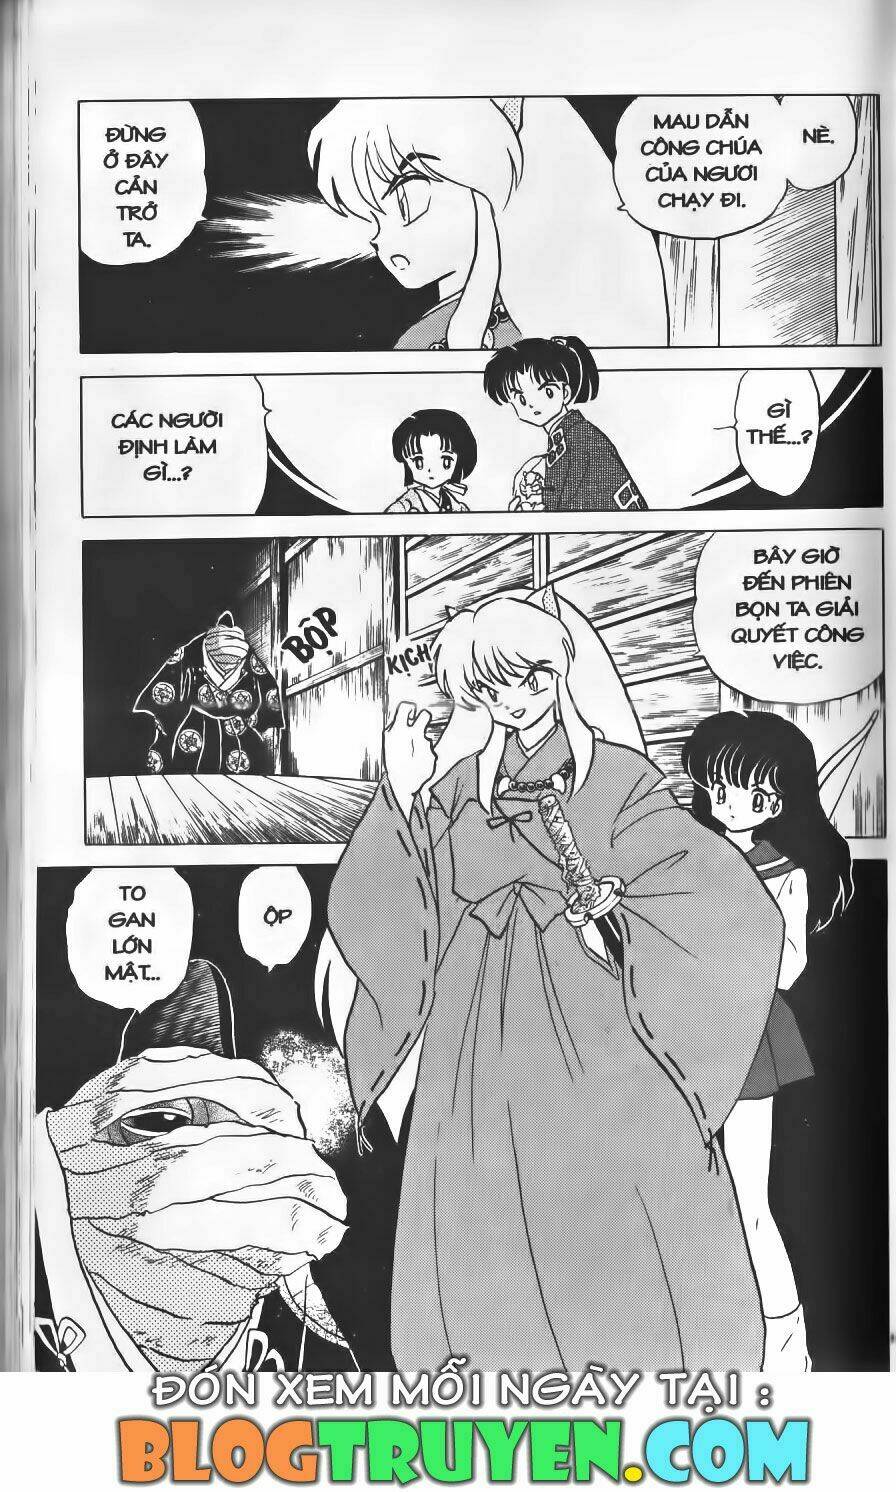 NÈ.
MAU DẪN
CÔNG CHÚA
CỦA NGƯƠI
CHẠY ĐI.
ĐỪNG
Ở ĐÂY
CẢN
TRỞ
TA.
GÌ
THẾ...?
CÁC NGƯỜI
ĐỊNH LÀM
GÌ...?
BÂY GIỜ
ĐẾN PHIÊN
BỌN TA GIẢI
QUYẾT CÔNG
VIỆC.
BỘP
KỊCH
ỘP
TO
GAN
LỚN
MẬT...
ĐÓN XEM MỖI NGÀY TẠI :
BLOGTRUYEN.COM